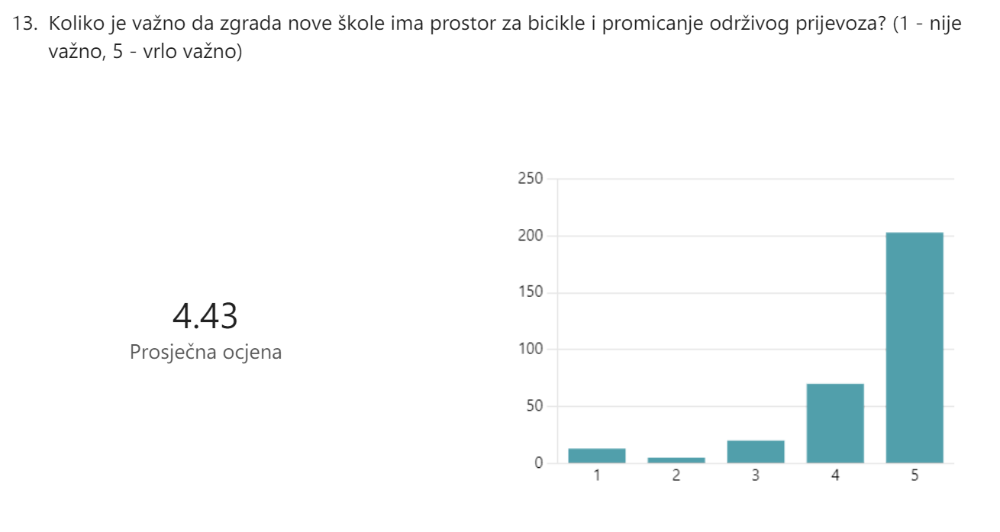 13. Koliko je važno da zgrada nove škole ima prostor za bicikle i promicanje održivog prijevoza? (1 - nije
važno, 5 - vrlo važno)
4.43
Prosječna ocjena
250
200
150
100
50
0
1 2 3 4 5